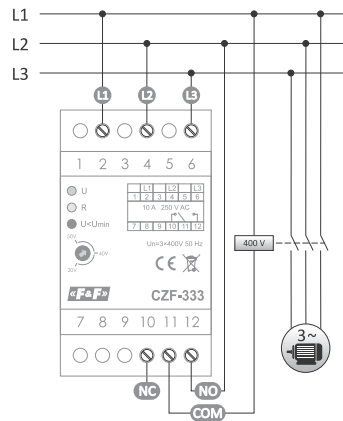 L1
L2
L3
L1 L2 L3
1 2 3 4 5 6
U
R
U<Umin
L1 L2 L3
1 2 3 4 5 6
10 A 250 V AC
7 8 9 10 11 12
50V
40V
20V
Un=3×400V 50 Hz
CE
400 V
«F&F»
CZF-333
3~
7 8 9 10 11 12
NC
NO
COM